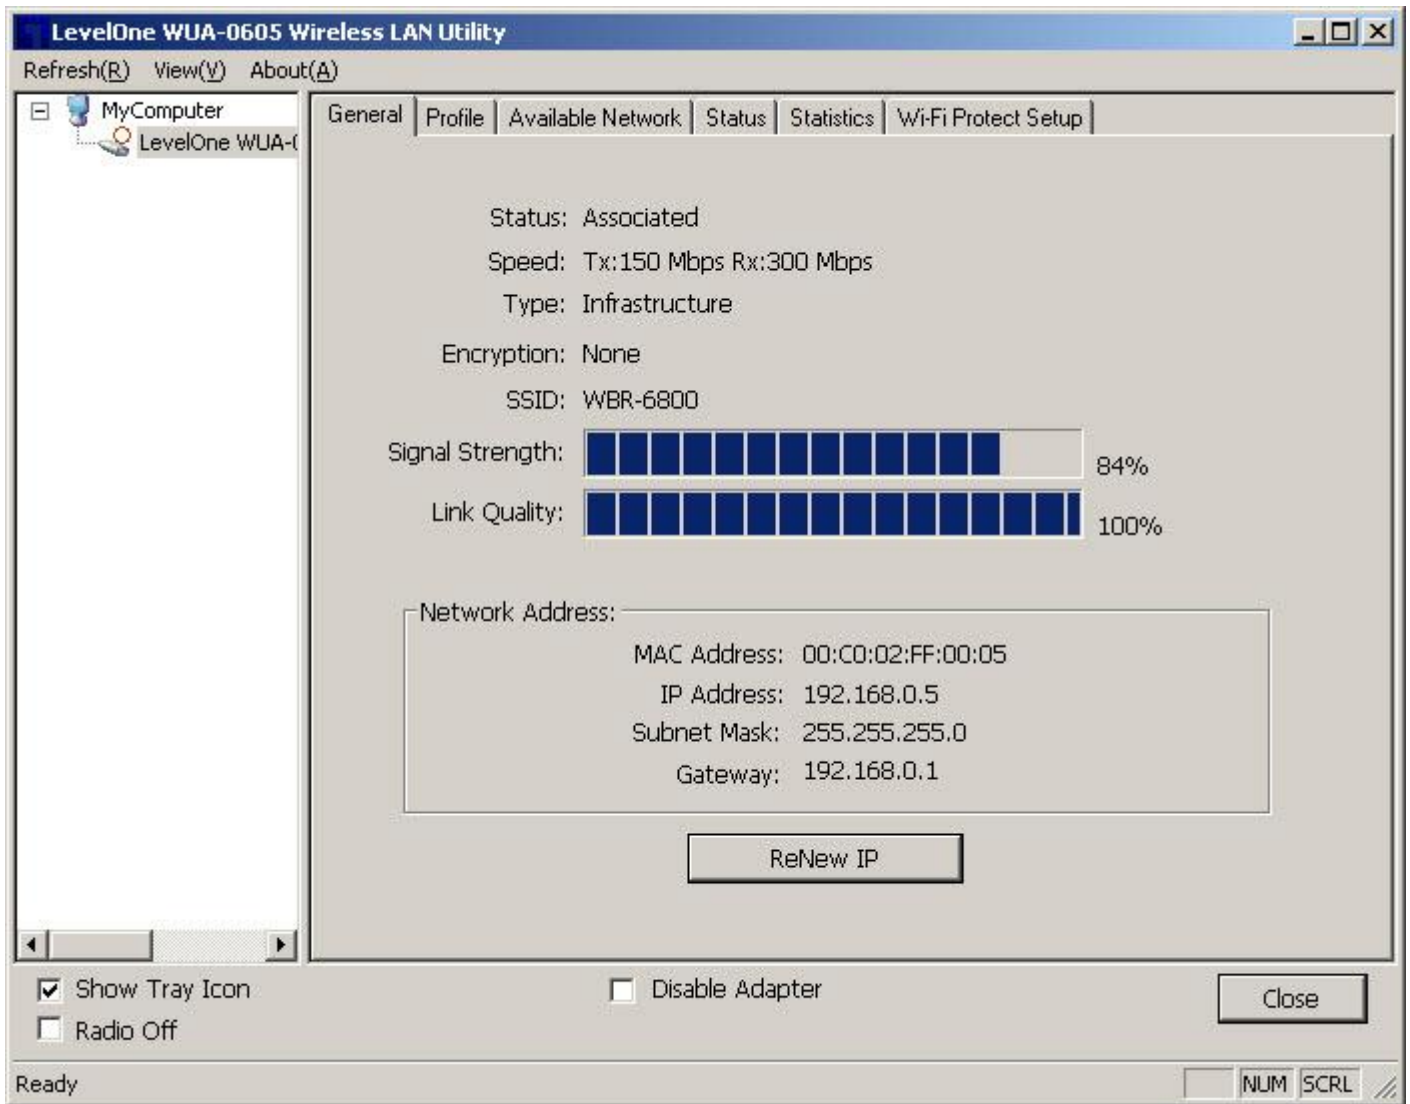 LevelOne WUA-0605 Wireless LAN Utility
Refresh(R) View(V) About(A)
MyComputer
LevelOne WUA-0
General Profile Available Network Status Statistics Wi-Fi Protect Setup
Status: Associated
Speed: Tx:150 Mbps Rx:300 Mbps
Type: Infrastructure
Encryption: None
SSID: WBR-6800
Signal Strength: 84%
Link Quality: 100%
Network Address:
MAC Address: 00:C0:02:FF:00:05
IP Address: 192.168.0.5
Subnet Mask: 255.255.255.0
Gateway: 192.168.0.1
ReNew IP
Show Tray Icon
Disable Adapter
Close
Radio Off
Ready
NUM SCRL